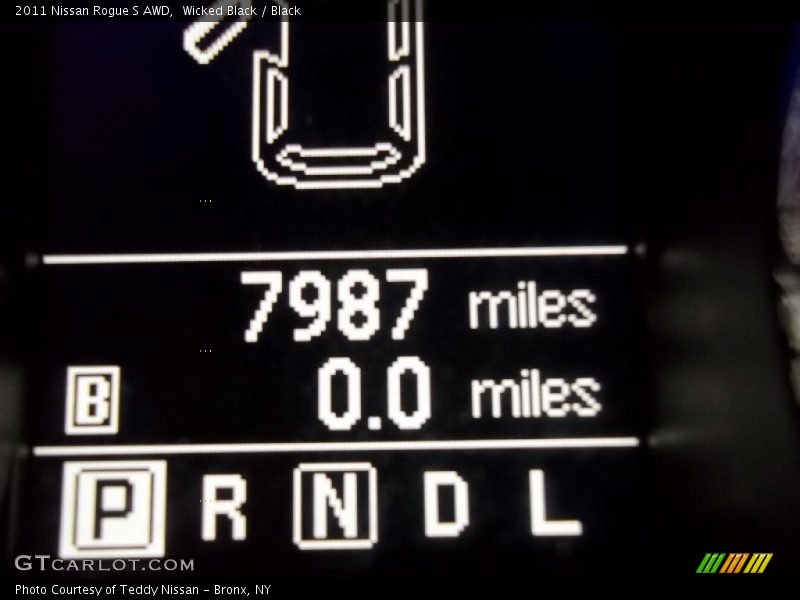 2011 Nissan Rogue S AWD, Wicked Black / Black
7987 miles
B 0.0 miles
P R N D L
GTCARLOT.COM
Photo Courtesy of Teddy Nissan - Bronx, NY